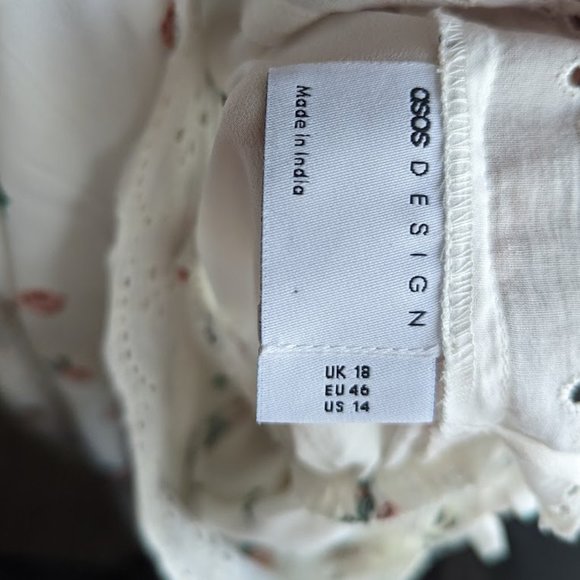 asos DESIGN
Made in India
UK 18
EU 46
US 14